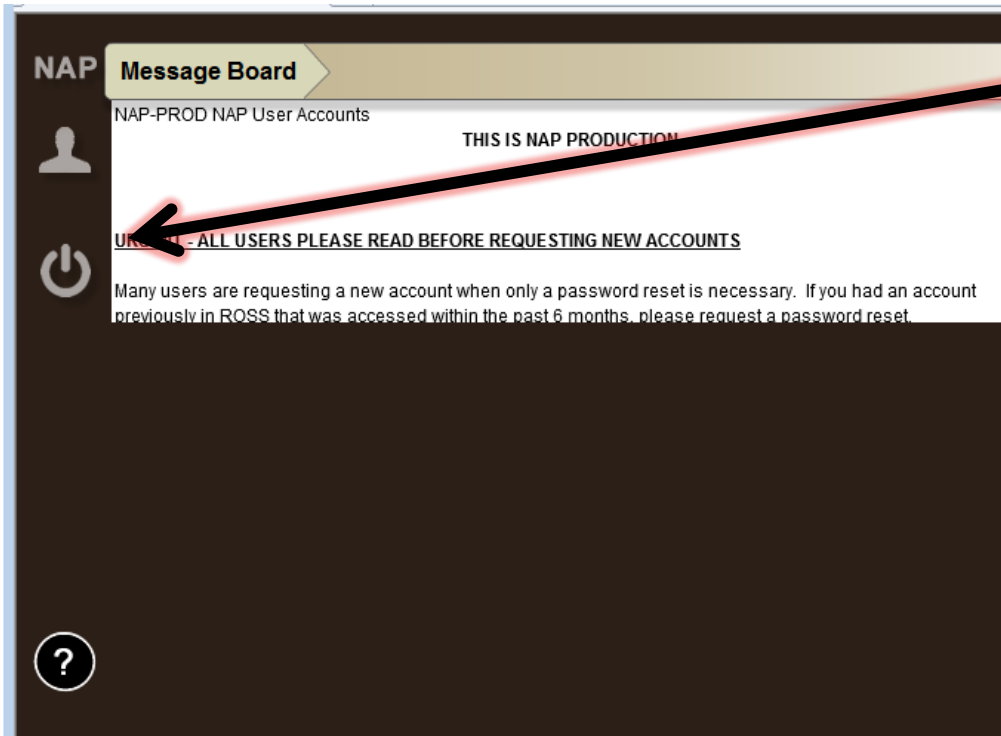 NAP
Message Board
NAP-PROD NAP User Accounts
THIS IS NAP PRODUCTION
- ALL USERS PLEASE READ BEFORE REQUESTING NEW ACCOUNTS
Many users are requesting a new account when only a password reset is necessary. If you had an account
previously in ROSS that was accessed within the past 6 months, please request a password reset.
?